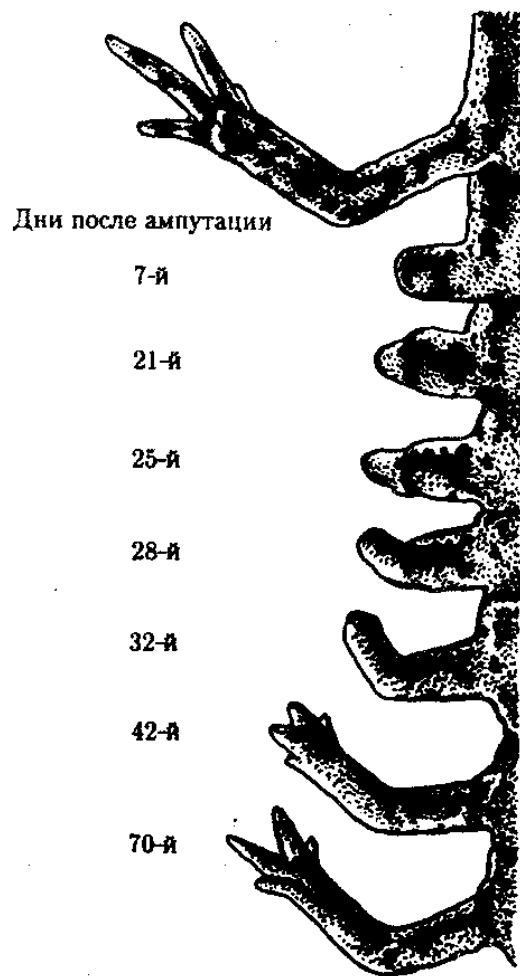 Дни после ампутации
7-й
21-й
25-й
28-й
32-й
42-й
70-й